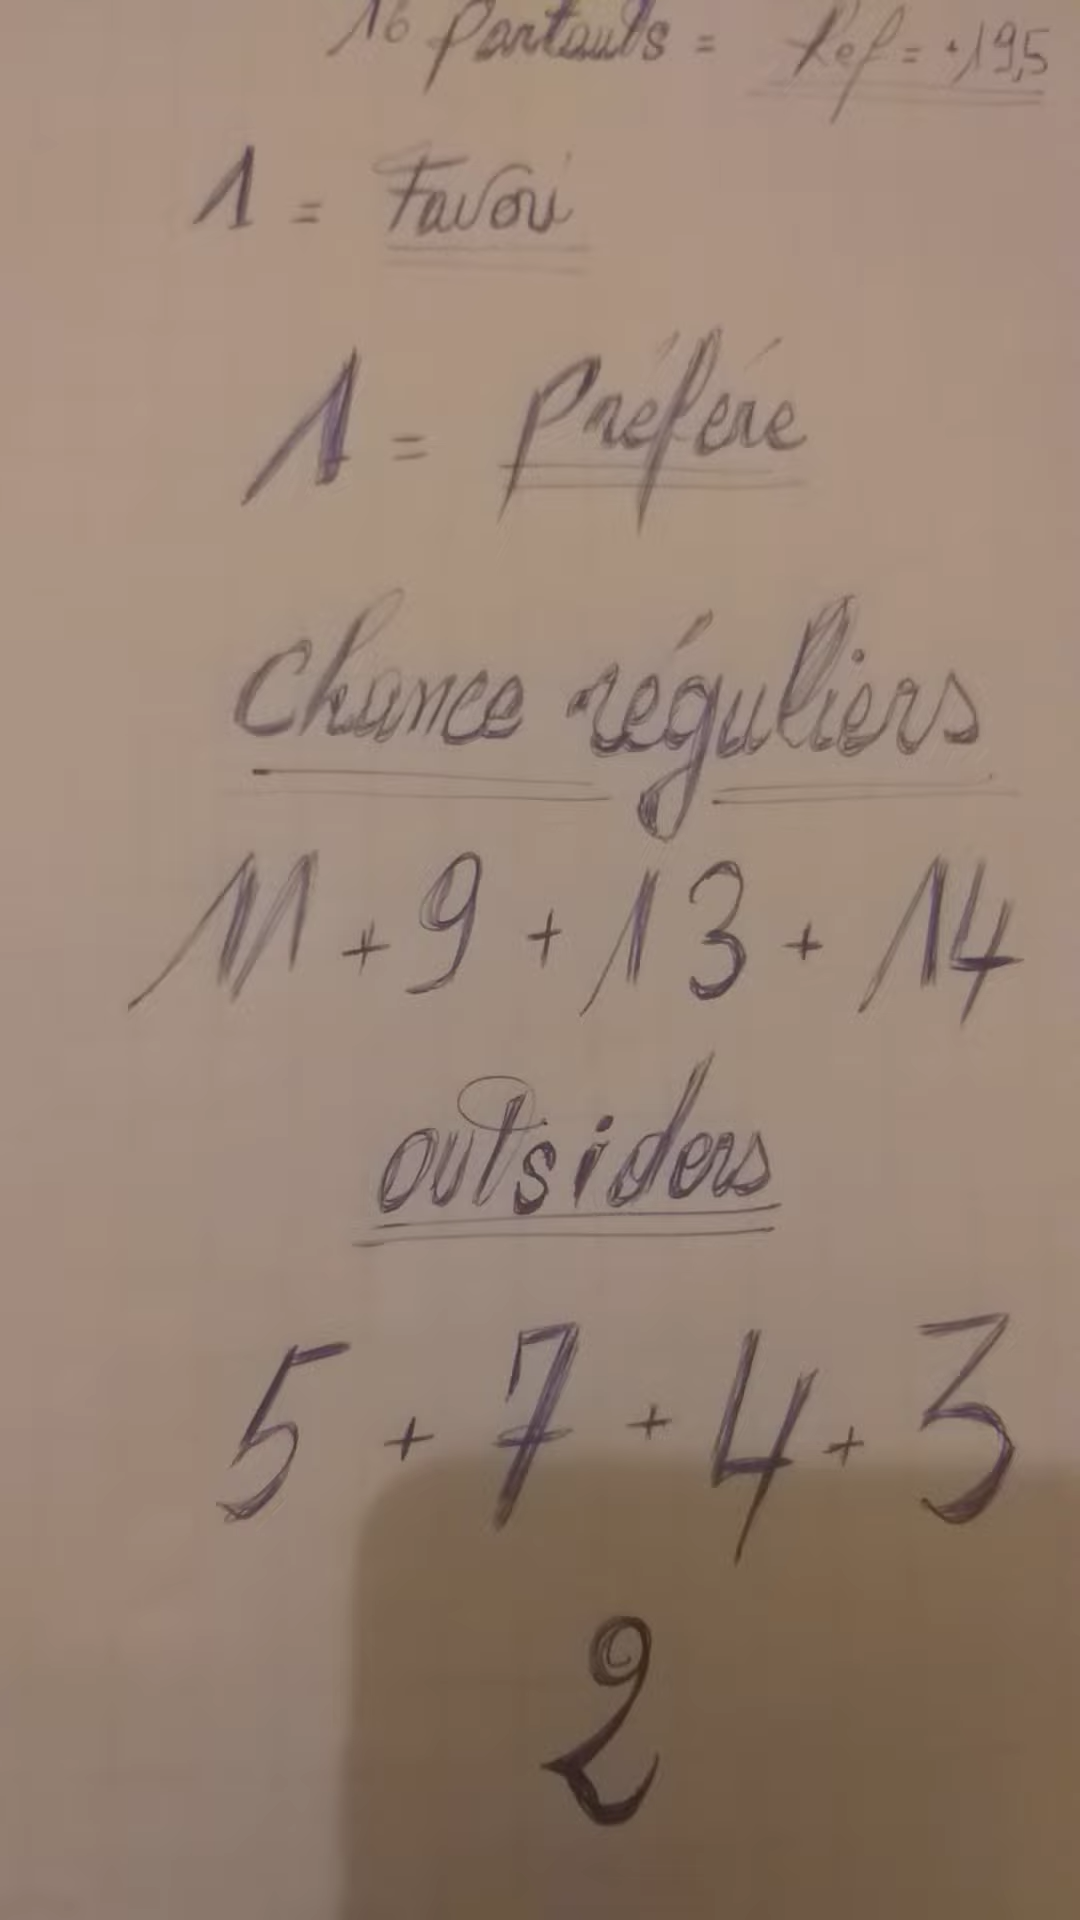 16 Partants = Ref = +19,5
1 = Favori
1 = Préféré
Chance réguliers
11 + 9 + 13 + 14
outsiders
5 + 7 + 4 + 3
2